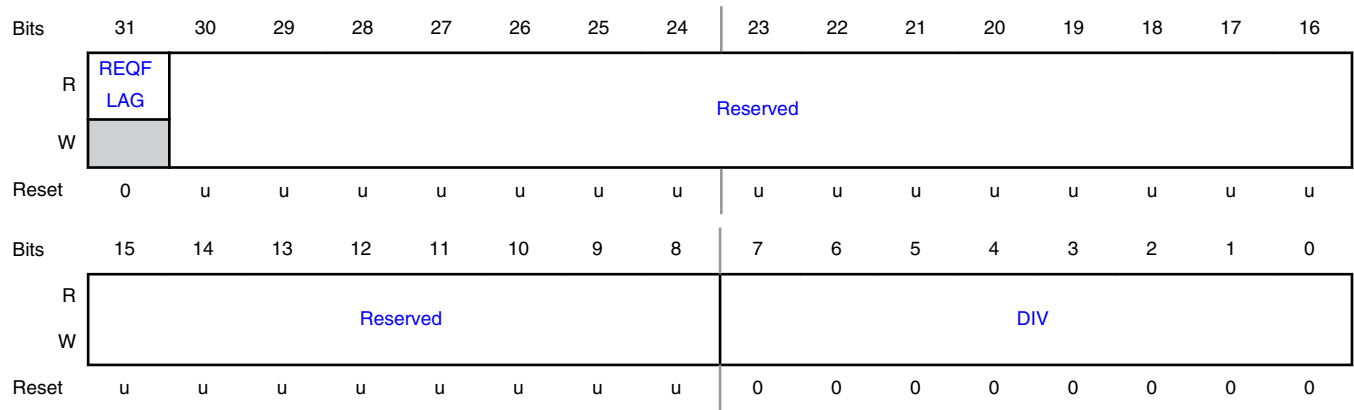 Bits 31 30 29 28 27 26 25 24 23 22 21 20 19 18 17 16
R REQF
LAG
Reserved
W
Reset 0 u u u u u u u u u u u u u u u
Bits 15 14 13 12 11 10 9 8 7 6 5 4 3 2 1 0
R
Reserved DIV
W
Reset u u u u u u u u 0 0 0 0 0 0 0 0